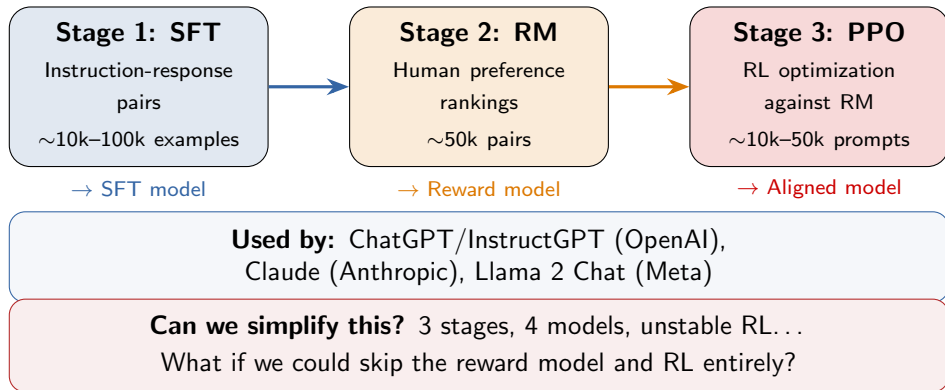 Stage 1: SFT
Instruction-response
pairs
∼10k–100k examples
→ SFT model
Stage 2: RM
Human preference
rankings
∼50k pairs
→ Reward model
Stage 3: PPO
RL optimization
against RM
∼10k–50k prompts
→ Aligned model
Used by: ChatGPT/InstructGPT (OpenAI),
Claude (Anthropic), Llama 2 Chat (Meta)
Can we simplify this? 3 stages, 4 models, unstable RL...
What if we could skip the reward model and RL entirely?